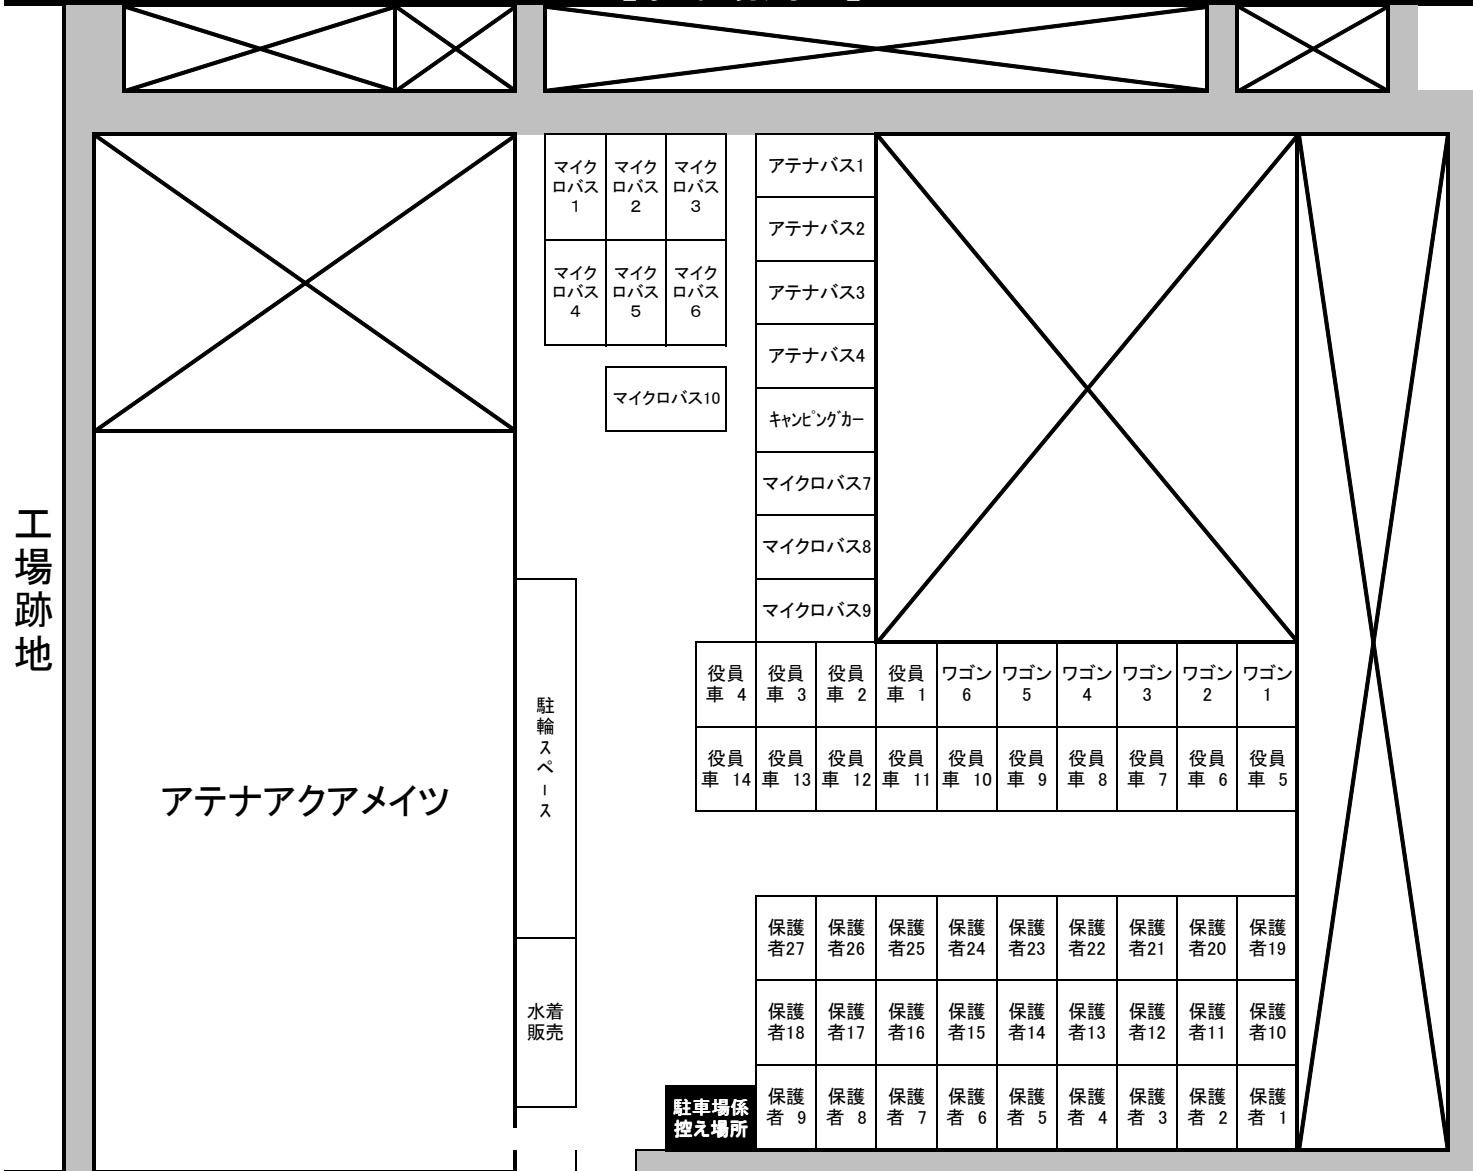 マイク
ロバス
1
マイク
ロバス
2
マイク
ロバス
3
アテナバス1
アテナバス2
マイク
ロバス
4
マイク
ロバス
5
マイク
ロバス
6
アテナバス3
アテナバス4
マイクロバス10
キャンピングカー
マイクロバス7
マイクロバス8
マイクロバス9
工場跡地
役員
車 4
役員
車 3
役員
車 2
役員
車 1
ワゴン
6
ワゴン
5
ワゴン
4
ワゴン
3
ワゴン
2
ワゴン
1
駐輪スペース
役員
車 14
役員
車 13
役員
車 12
役員
車 11
役員
車 10
役員
車 9
役員
車 8
役員
車 7
役員
車 6
役員
車 5
アテナアクアメイツ
保護
者27
保護
者26
保護
者25
保護
者24
保護
者23
保護
者22
保護
者21
保護
者20
保護
者19
水着
販売
保護
者18
保護
者17
保護
者16
保護
者15
保護
者14
保護
者13
保護
者12
保護
者11
保護
者10
駐車場係
控え場所
保護
者 9
保護
者 8
保護
者 7
保護
者 6
保護
者 5
保護
者 4
保護
者 3
保護
者 2
保護
者 1